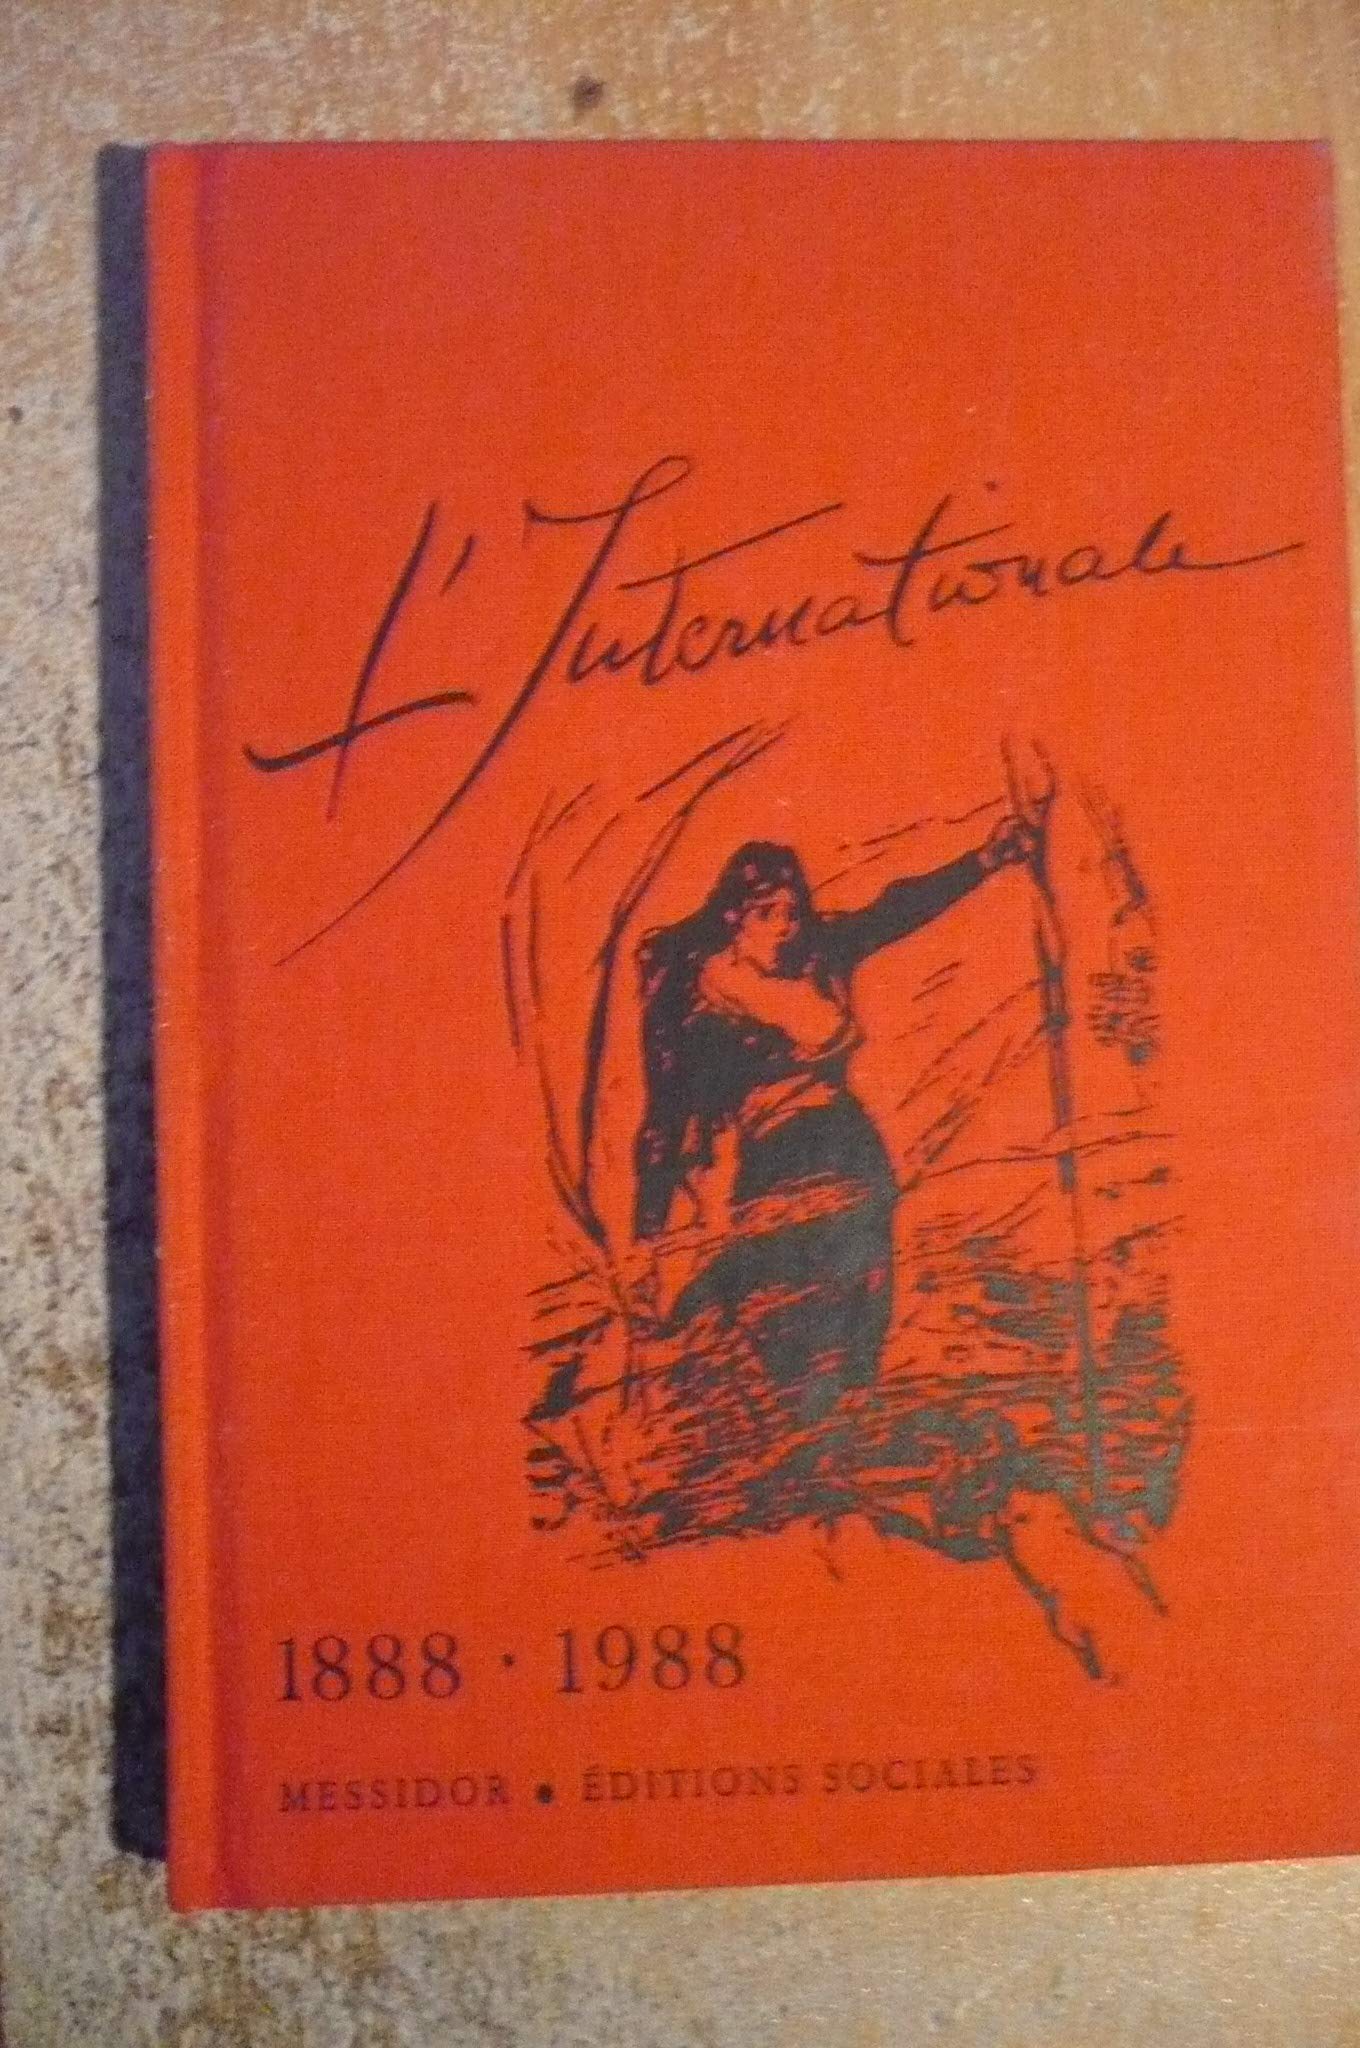 L'Internationale
1888 · 1988
MESSIDOR • ÉDITIONS SOCIALES